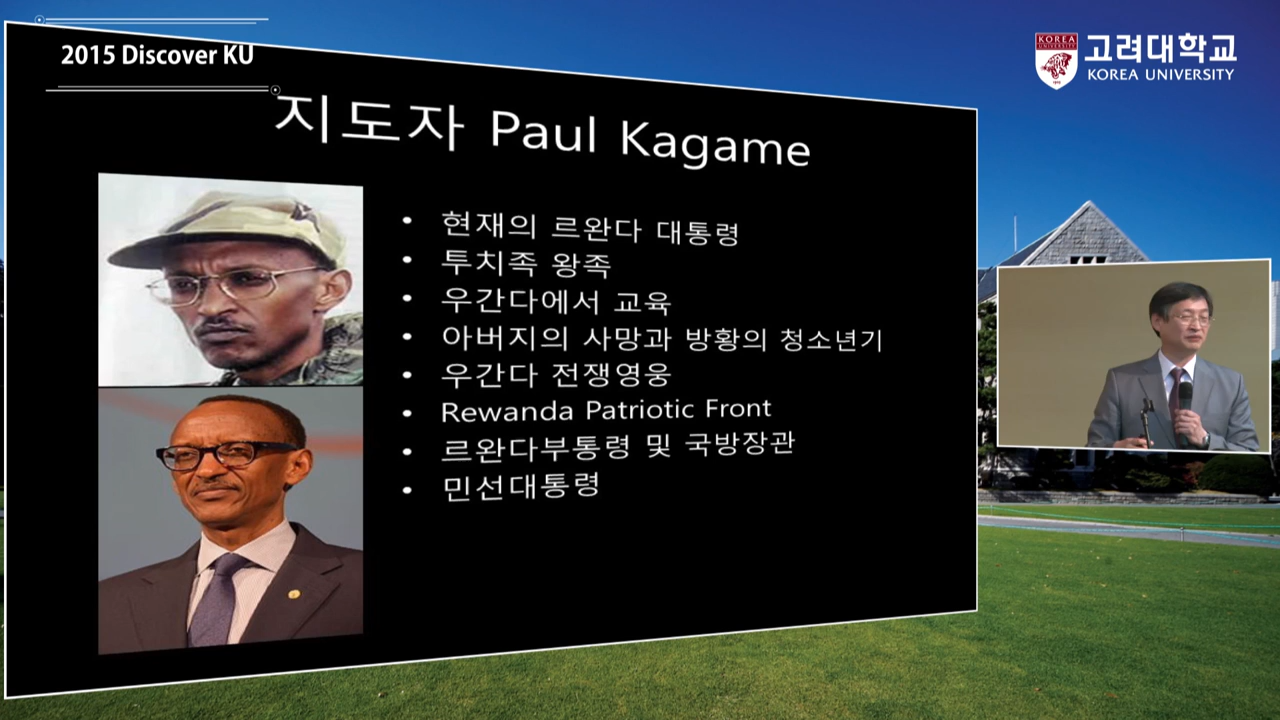 2015 Discover KU
KOREA
UNIVERSITY
고려대학교
KOREA UNIVERSITY
지도자 Paul Kagame
• 현재의 르완다 대통령
• 투치족 왕족
• 우간다에서 교육
• 아버지의 사망과 방황의 청소년기
• 우간다 전쟁영웅
• Rewanda Patriotic Front
• 르완다부통령 및 국방장관
• 민선대통령